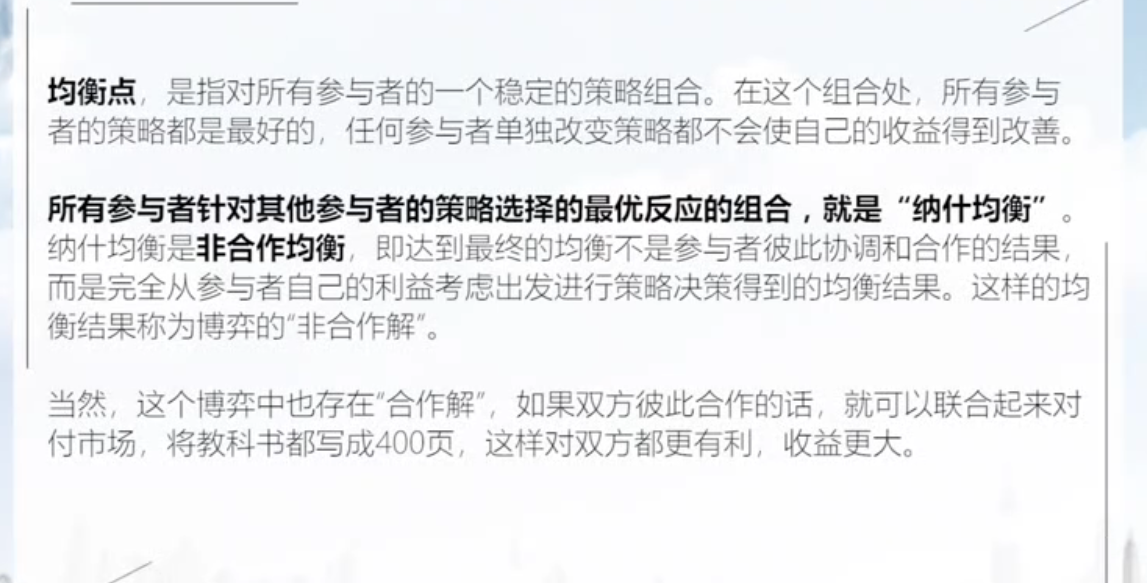 均衡点，是指对所有参与者的一个稳定的策略组合。在这个组合处，所有参与
者的策略都是最好的，任何参与者单独改变策略都不会使自己的收益得到改善。
所有参与者针对其他参与者的策略选择的最优反应的组合，就是“纳什均衡”。
纳什均衡是非合作均衡，即达到最终的均衡不是参与者彼此协调和合作的结果，
而是完全从参与者自己的利益考虑出发进行策略决策得到的均衡结果。这样的均
衡结果称为博弈的“非合作解”。
当然，这个博弈中也存在“合作解”，如果双方彼此合作的话，就可以联合起来对
付市场，将教科书都写成400页，这样对双方都更有利，收益更大。